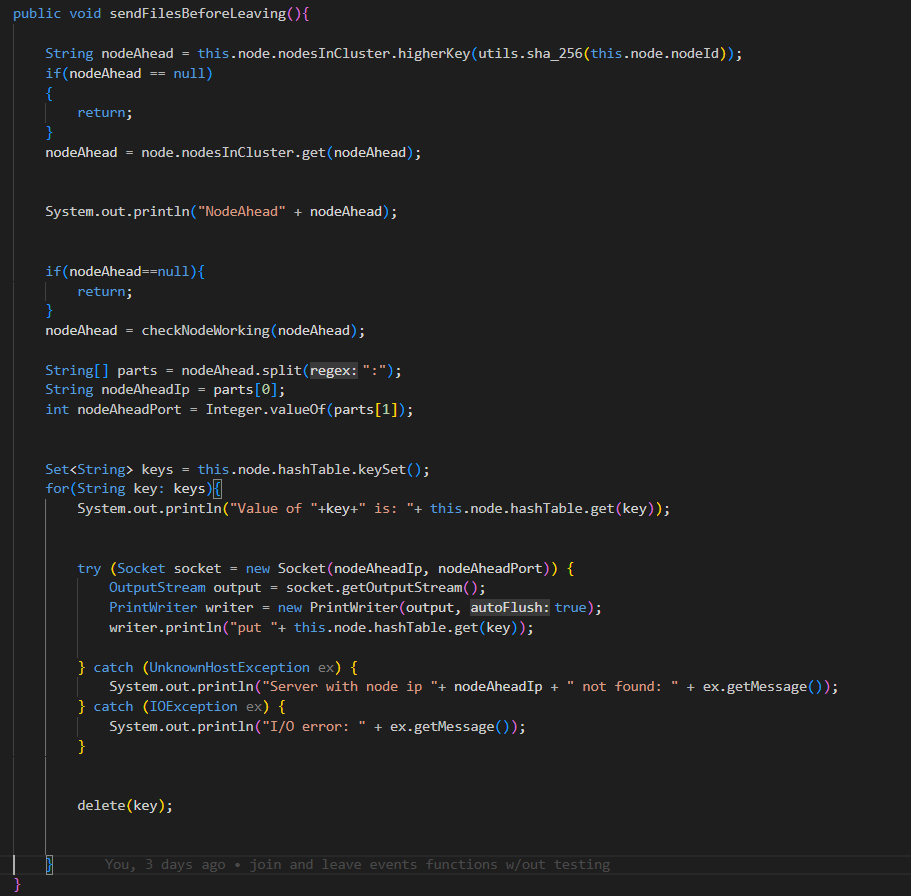 public void sendFilesBeforeLeaving(){
String nodeAhead = this.node.nodesInCluster.higherKey(utils.sha_256(this.node.nodeId));
if(nodeAhead == null)
{
return;
}
nodeAhead = node.nodesInCluster.get(nodeAhead);
System.out.println("NodeAhead" + nodeAhead);
if(nodeAhead==null){
return;
}
nodeAhead = checkNodeWorking(nodeAhead);
String[] parts = nodeAhead.split(regex: ":");
String nodeAheadIp = parts[0];
int nodeAheadPort = Integer.valueOf(parts[1]);
Set<String> keys = this.node.hashTable.keySet();
for(String key: keys){
System.out.println("Value of "+key+" is: "+ this.node.hashTable.get(key));
try (Socket socket = new Socket(nodeAheadIp, nodeAheadPort)) {
OutputStream output = socket.getOutputStream();
PrintWriter writer = new PrintWriter(output, autoFlush: true);
writer.println("put "+ this.node.hashTable.get(key));
} catch (UnknownHostException ex) {
System.out.println("Server with node ip "+ nodeAheadIp + " not found: " + ex.getMessage());
} catch (IOException ex) {
System.out.println("I/O error: " + ex.getMessage());
}
delete(key);
} You, 3 days ago • join and leave events functions w/out testing
}